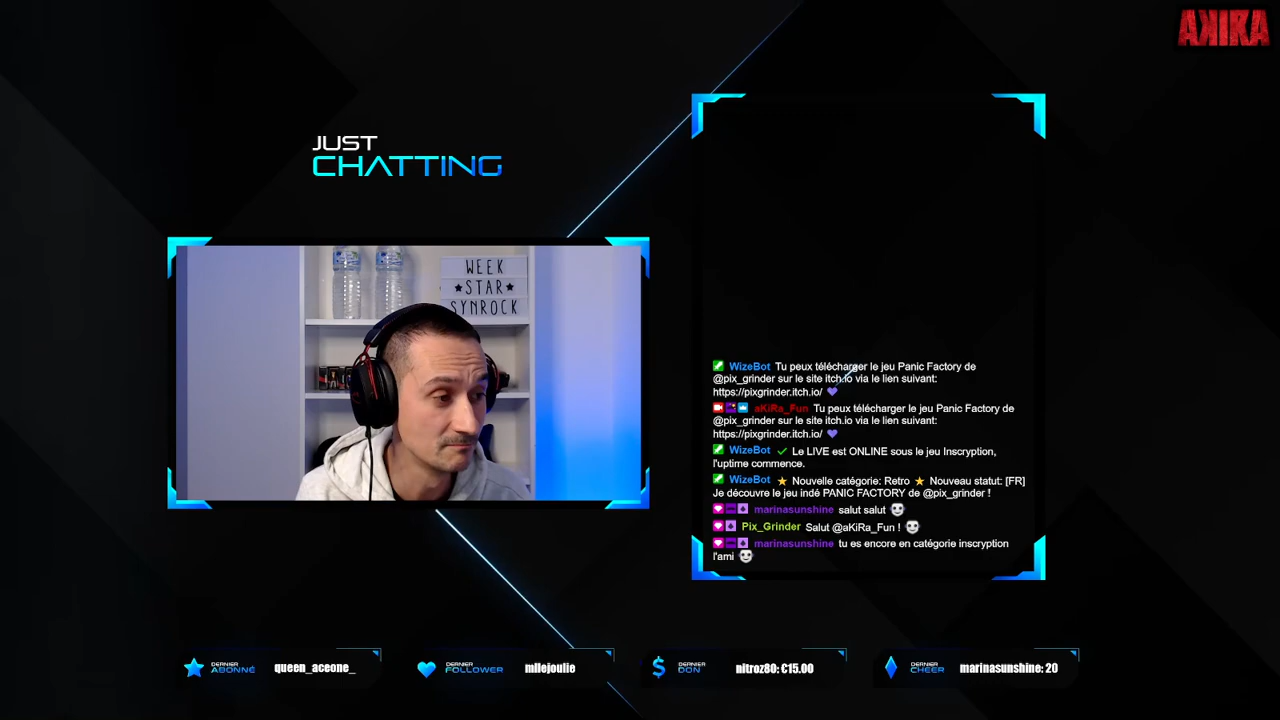 AKIRA
JUST
CHATTING
WEEK
★STAR★
SYNROCK
WizeBot Tu peux télécharger le jeu Panic Factory de
@pix_grinder sur le site itch.io via le lien suivant:
https://pixgrinder.itch.io/ 💜
aKiRa_Fun Tu peux télécharger le jeu Panic Factory de
@pix_grinder sur le site itch.io via le lien suivant:
https://pixgrinder.itch.io/ 💜
WizeBot ✓ Le LIVE est ONLINE sous le jeu Inscryption,
l'uptime commence.
WizeBot ⭐ Nouvelle catégorie: Retro ⭐ Nouveau statut: [FR]
Je découvre le jeu indé PANIC FACTORY de @pix_grinder !
marinasunshine salut salut
Pix_Grinder Salut @aKiRa_Fun !
marinasunshine tu es encore en catégorie inscryption
l'ami
DERNIER
ABONNÉ
queen_aceone_
DERNIER
FOLLOWER
mllejoulie
DERNIER
DON
nitroz80: €15.00
DERNIER
CHEER
marinasunshine: 20